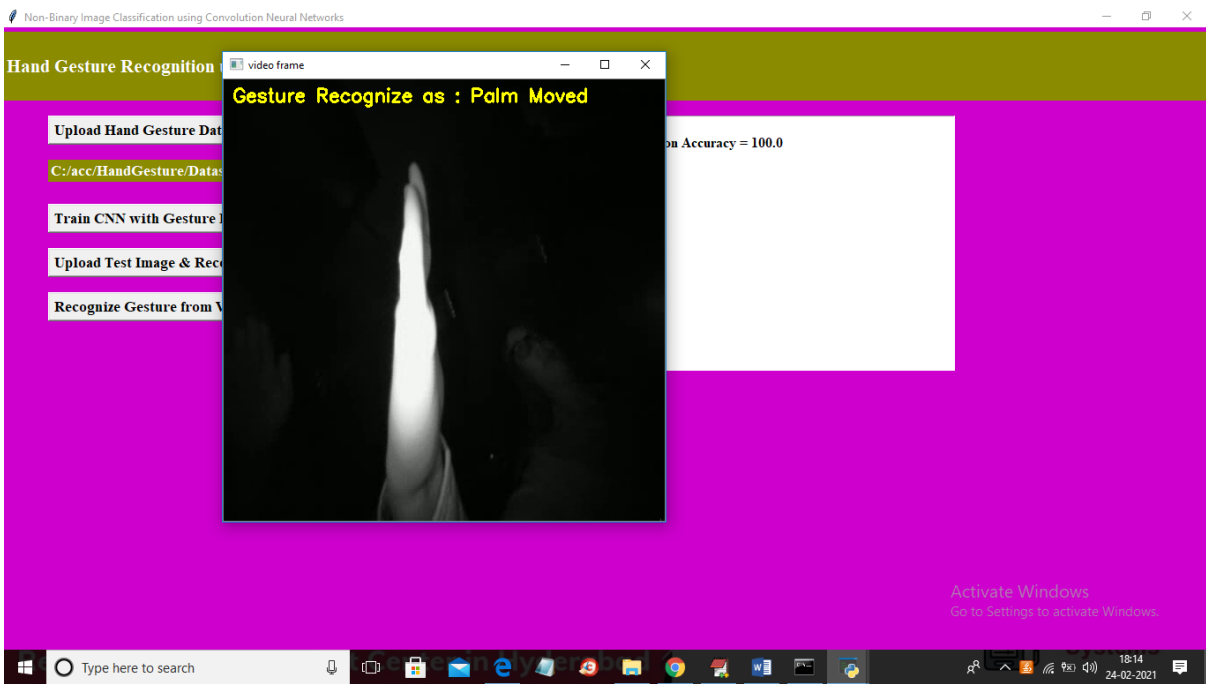 Non-Binary Image Classification using Convolution Neural Networks
Hand Gesture Recognition
video frame
Gesture Recognize as : Palm Moved
Upload Hand Gesture Dat
on Accuracy = 100.0
C:/acc/HandGesture/Datas
Train CNN with Gesture
Upload Test Image & Reco
Recognize Gesture from V
Activate Windows
Go to Settings to activate Windows.
Type here to search
18:14
24-02-2021